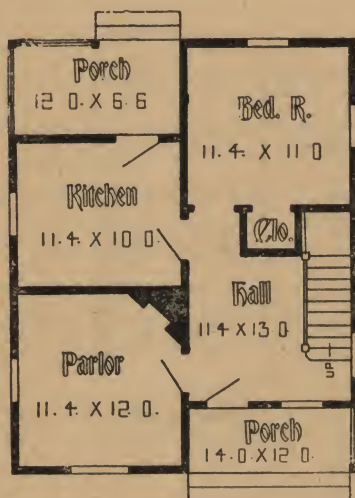 Porch
12 0. X 6. 6
Bed. R.
11. 4. X 11 0
Kitchen
11. 4 X 10 0.
Clo.
Hall
11 4 X 13 0
UP
Parlor
11. 4. X 12 0.
Porch
14. 0. X 12 0.